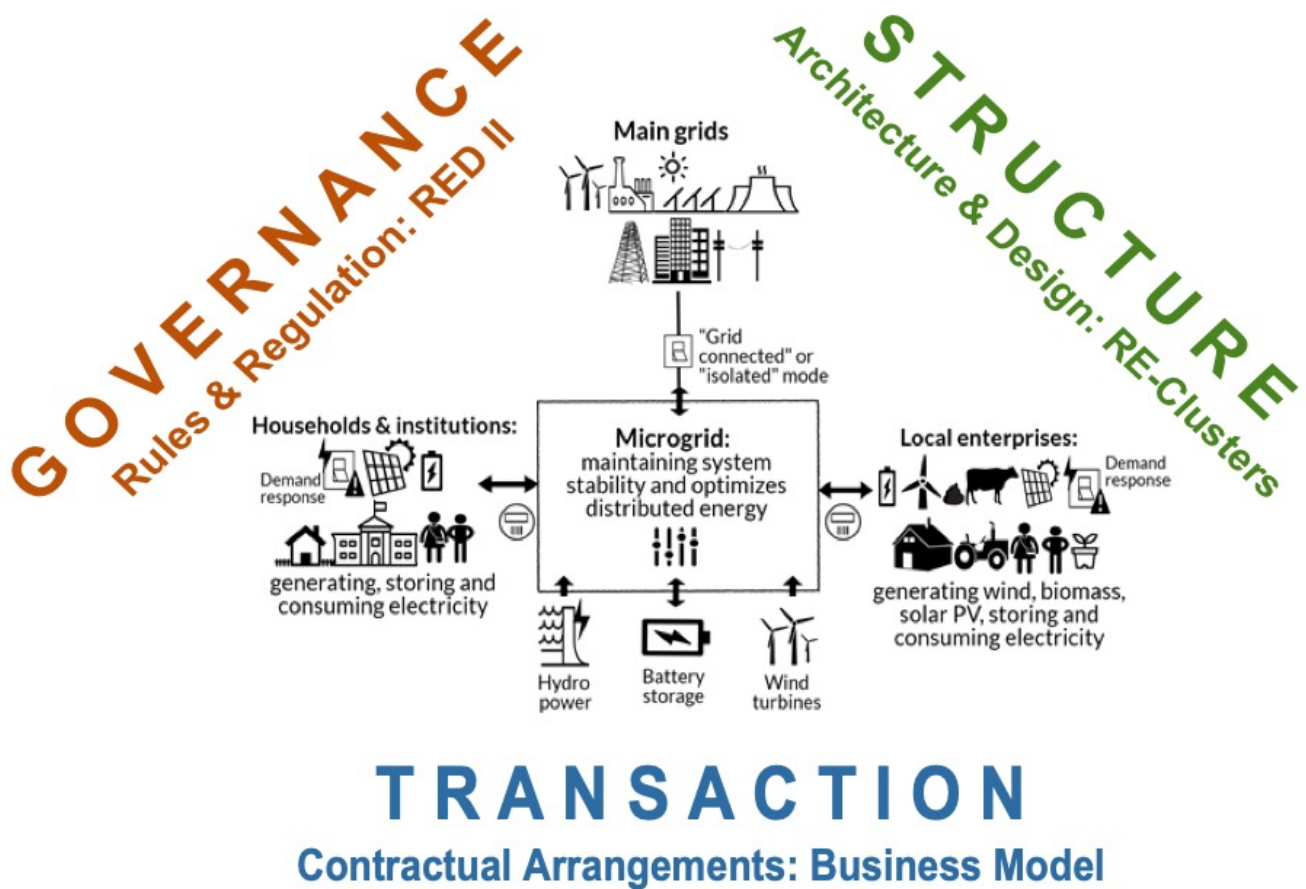 GOVERNANCE
Rules & Regulation: RED II
STRUCTURE
Architecture & Design: RE-Clusters
Main grids
"Grid
connected" or
"isolated" mode
Households & institutions:
Demand
response
generating, storing and
consuming electricity
Microgrid:
maintaining system
stability and optimizes
distributed energy
Local enterprises:
Demand
response
generating wind, biomass,
solar PV, storing and
consuming electricity
Hydro
power
Battery
storage
Wind
turbines
TRANSACTION
Contractual Arrangements: Business Model